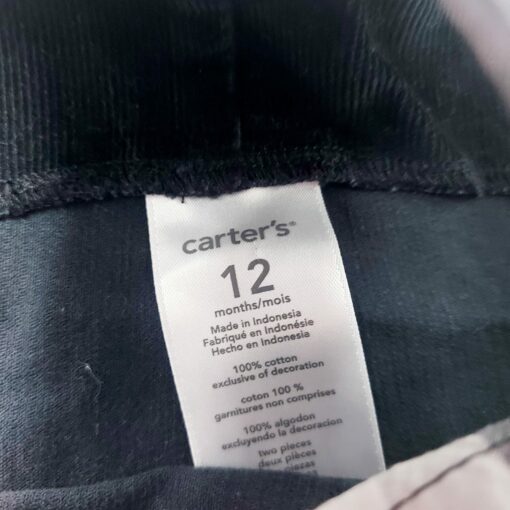 carter's®
12
months/mois
Made in Indonesia
Fabriqué en Indonésie
Hecho en Indonesia
100% cotton
exclusive of decoration
coton 100 %
garnitures non comprises
100% algodon
excluyendo la decoracion
two pieces
deux pièces
piezas